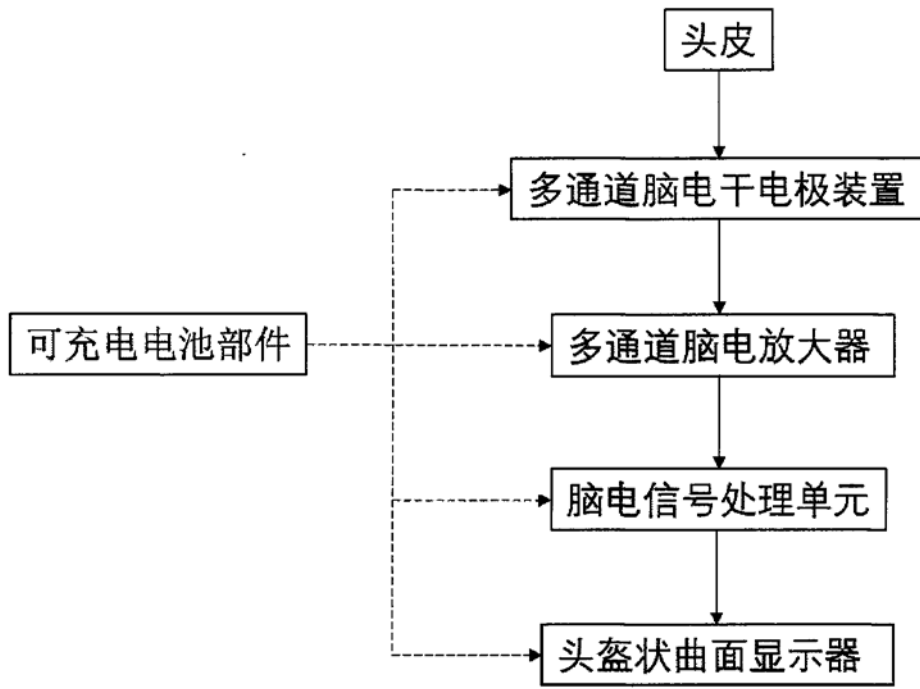 头皮
多通道脑电干电极装置
可充电电池部件
多通道脑电放大器
脑电信号处理单元
头盔状曲面显示器